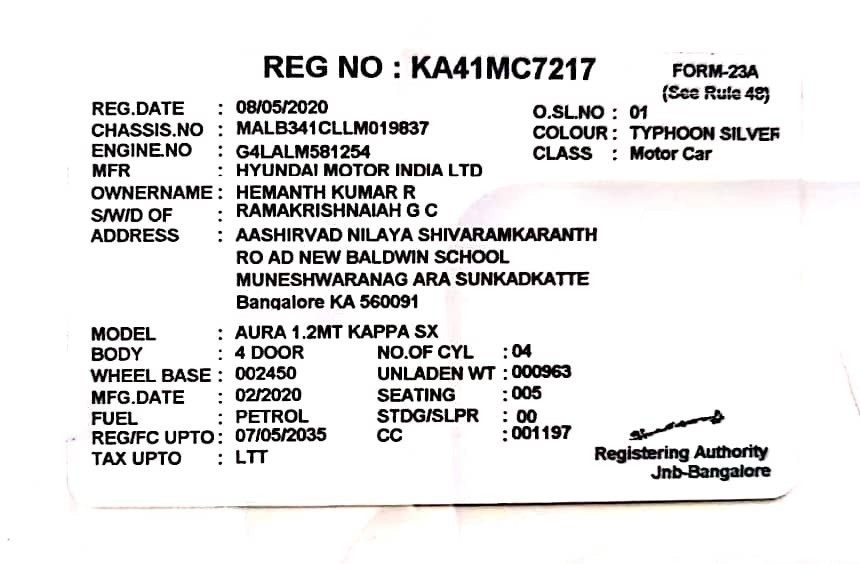 REG NO : KA41MC7217
FORM-23A
(See Rule 48)
REG.DATE : 08/05/2020
O.SL.NO : 01
CHASSIS.NO : MALB341CLLM019837
COLOUR : TYPHOON SILVER
ENGINE.NO : G4LALM581254
CLASS : Motor Car
MFR : HYUNDAI MOTOR INDIA LTD
OWNERNAME : HEMANTH KUMAR R
S/W/D OF : RAMAKRISHNAIAH G C
ADDRESS : AASHIRVAD NILAYA SHIVARAMKARANTH
RO AD NEW BALDWIN SCHOOL
MUNESHWARANAG ARA SUNKADKATTE
Bangalore KA 560091
MODEL : AURA 1.2MT KAPPA SX
BODY : 4 DOOR NO.OF CYL : 04
WHEEL BASE : 002450 UNLADEN WT : 000963
MFG.DATE : 02/2020 SEATING : 005
FUEL : PETROL STDG/SLPR : 00
REG/FC UPTO : 07/05/2035 CC : 001197
TAX UPTO : LTT
Registering Authority
Jnb-Bangalore